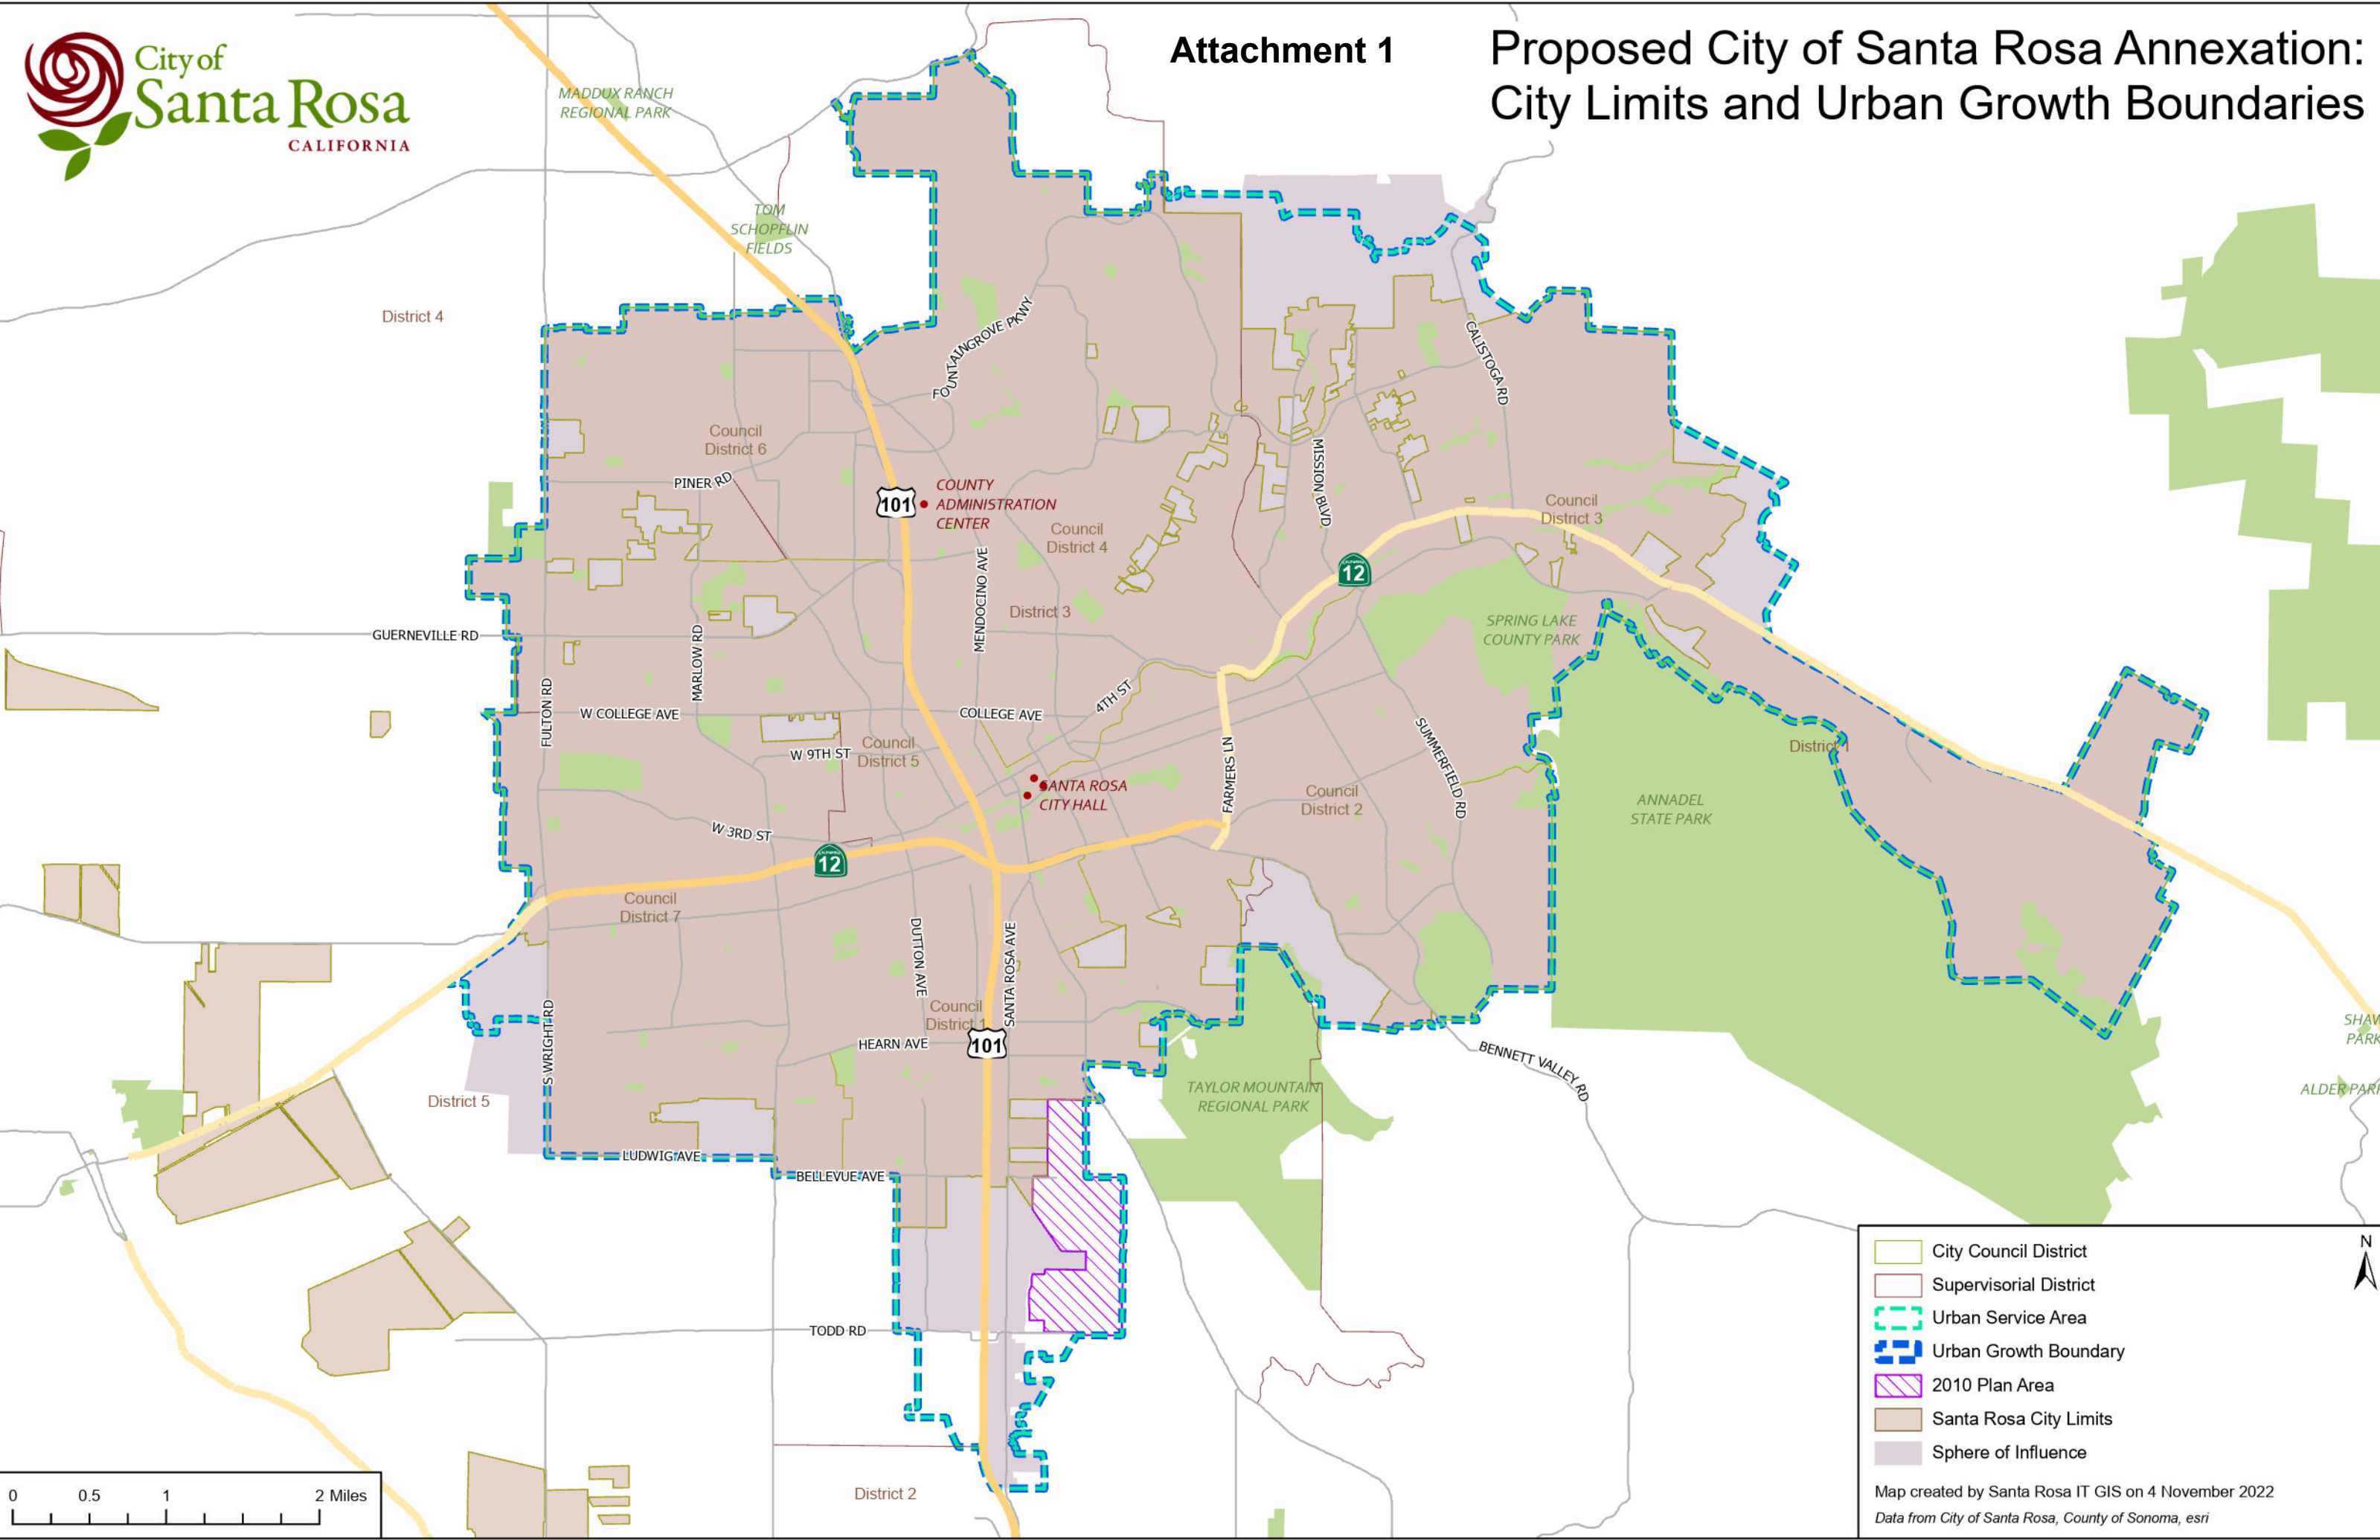 City of
Santa Rosa
CALIFORNIA
Attachment 1
Proposed City of Santa Rosa Annexation:
City Limits and Urban Growth Boundaries
MADDUX RANCH
REGIONAL PARK
TOM
SCHOPFLIN
FIELDS
District 4
FOUNTAINGROVE PKWY
CALISTOGA RD
Council
District 6
PINER RD
101
COUNTY
ADMINISTRATION
CENTER
Council
District 4
MISSION BLVD
Council
District 3
12
MENDOCINO AVE
District 3
SPRING LAKE
COUNTY PARK
GUERNEVILLE RD
MARLOW RD
FULTON RD
W COLLEGE AVE
COLLEGE AVE
4TH ST
W 9TH ST
Council
District 5
FARMERS LN
SUMMERFIELD RD
District 1
SANTA ROSA
CITY HALL
Council
District 2
ANNADEL
STATE PARK
W 3RD ST
12
Council
District 7
DUTTON AVE
SANTA ROSA AVE
Council
District 1
S WRIGHT RD
HEARN AVE
101
BENNETT VALLEY RD
TAYLOR MOUNTAIN
REGIONAL PARK
District 5
SHAW
PARK
ALDER PARK
LUDWIG AVE
BELLEVUE AVE
TODD RD
District 2
0 0.5 1 2 Miles
N
City Council District
Supervisorial District
Urban Service Area
Urban Growth Boundary
2010 Plan Area
Santa Rosa City Limits
Sphere of Influence
Map created by Santa Rosa IT GIS on 4 November 2022
Data from City of Santa Rosa, County of Sonoma, esri